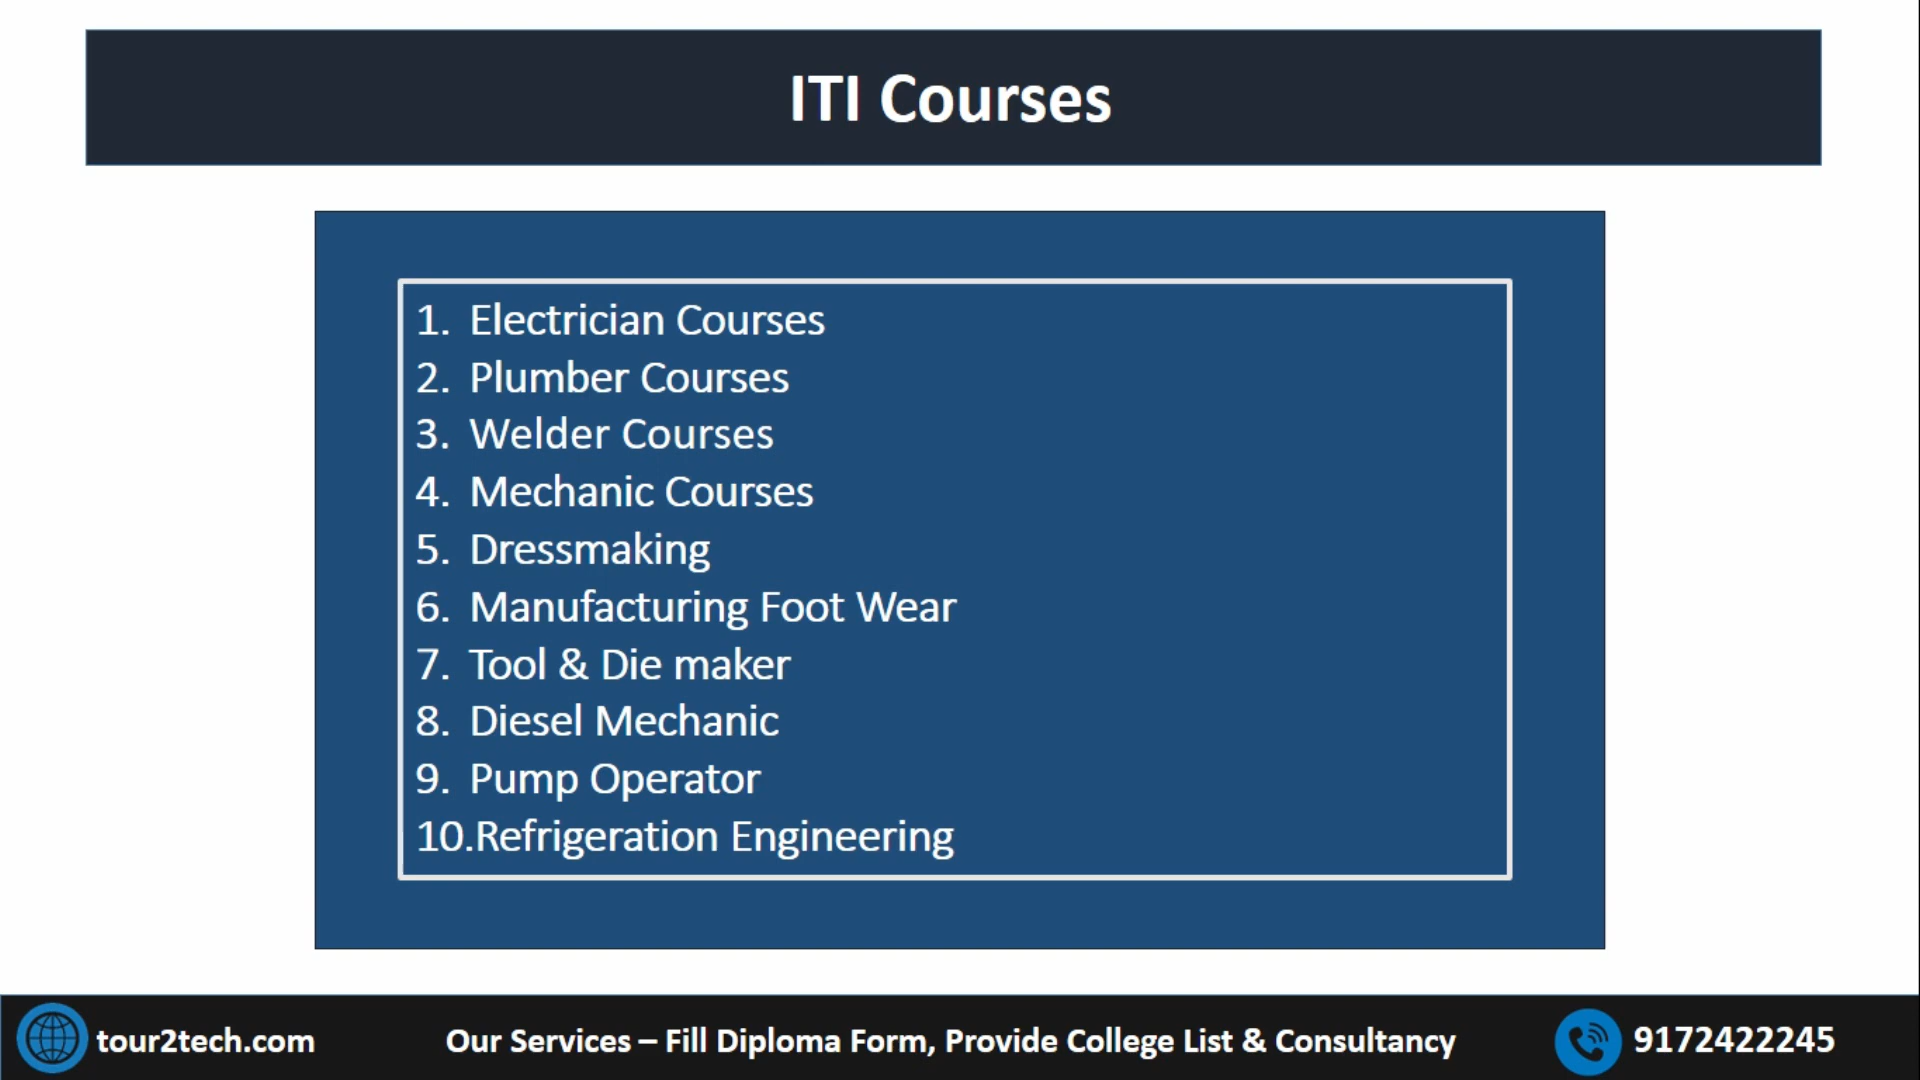 ITI Courses
1. Electrician Courses
2. Plumber Courses
3. Welder Courses
4. Mechanic Courses
5. Dressmaking
6. Manufacturing Foot Wear
7. Tool & Die maker
8. Diesel Mechanic
9. Pump Operator
10.Refrigeration Engineering
tour2tech.com
Our Services – Fill Diploma Form, Provide College List & Consultancy
9172422245